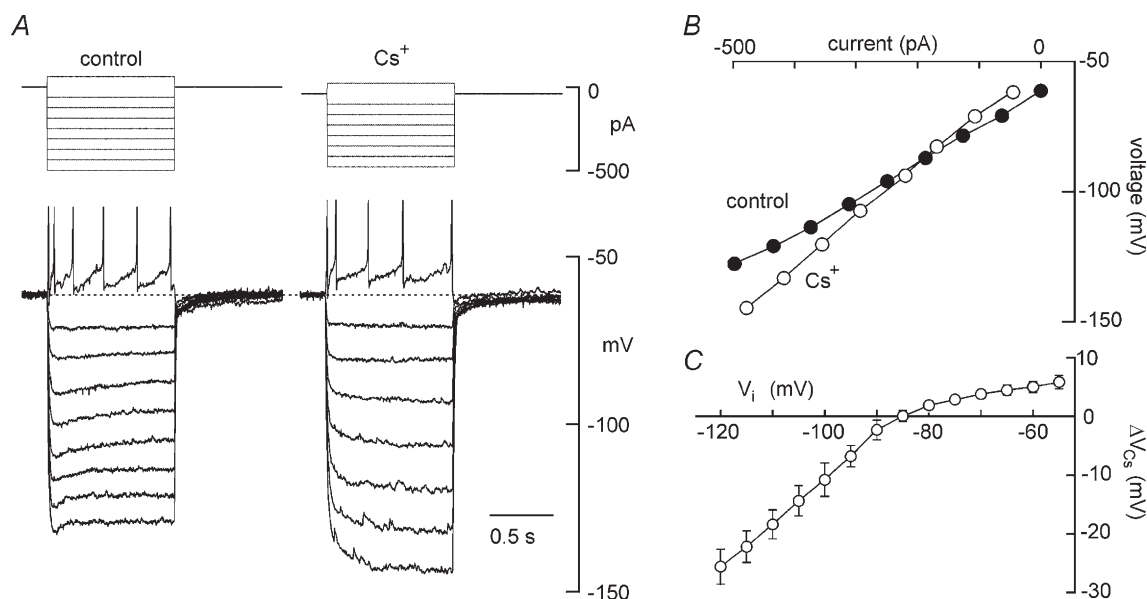 A
control
Cs+
0
pA
-500
-50
mV
-100
0.5 s
-150
B
-500
current (pA)
0
-50
control
Cs+
-100
voltage (mV)
-150
C
10
Vi (mV)
0
-120
-100
-80
-60
-10
ΔVCs (mV)
-20
-30